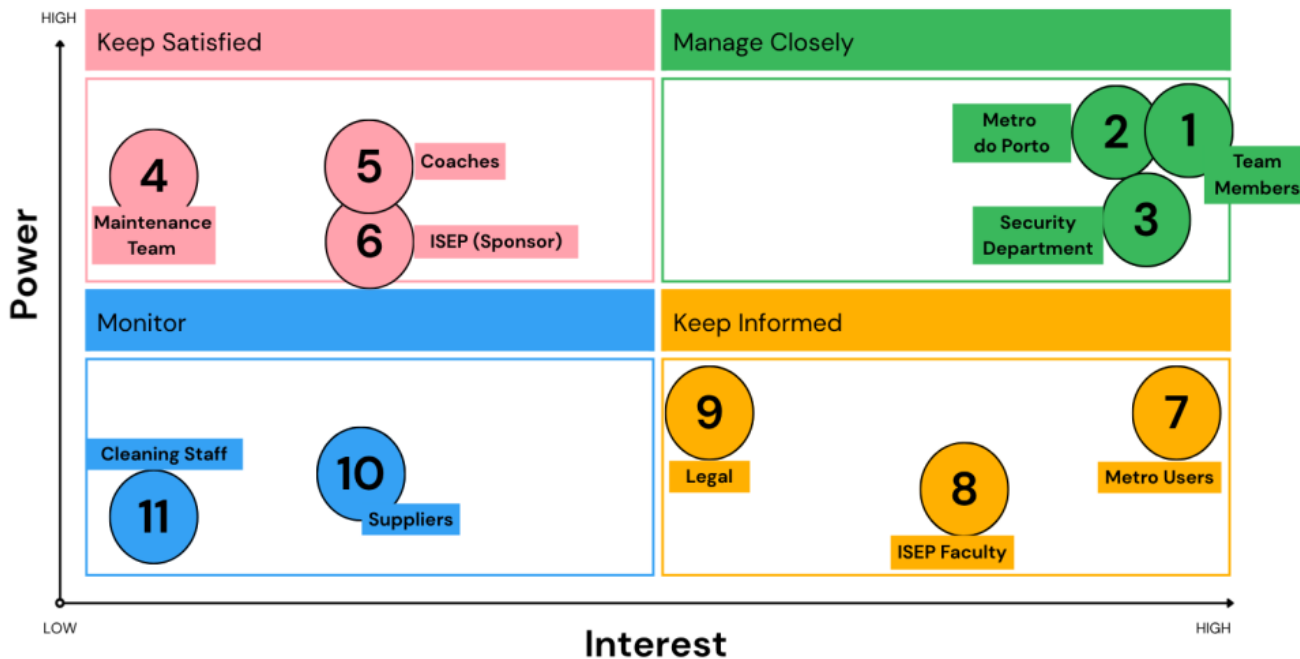 HIGH
Keep Satisfied
Manage Closely
4
Maintenance
Team
5
Coaches
6
ISEP (Sponsor)
Metro
do Porto
2
1
Team
Members
Security
Department
3
Power
Monitor
Keep Informed
Cleaning Staff
11
10
Suppliers
9
Legal
8
ISEP Faculty
7
Metro Users
LOW
Interest
HIGH